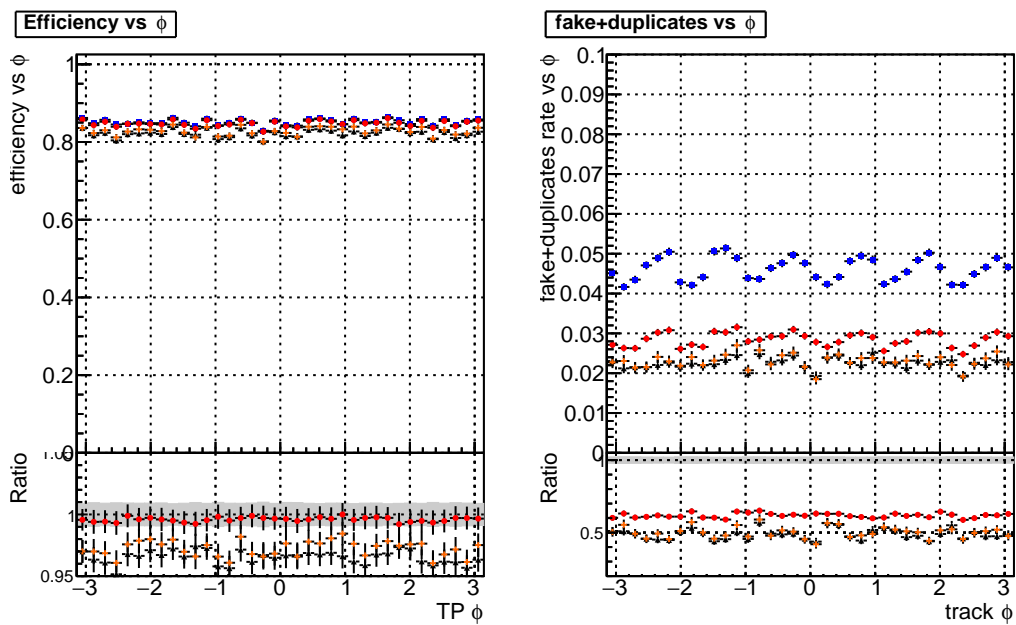 Efficiency vs ϕ
efficiency vs ϕ
1
0.8
0.6
0.4
0.2
0
Ratio
1
0.95
−3 −2 −1 0 1 2 3
TP ϕ
fake+duplicates vs ϕ
fake+duplicates rate vs ϕ
0.1
0.09
0.08
0.07
0.06
0.05
0.04
0.03
0.02
0.01
0
Ratio
1
0.5
−3 −2 −1 0 1 2 3
track ϕ